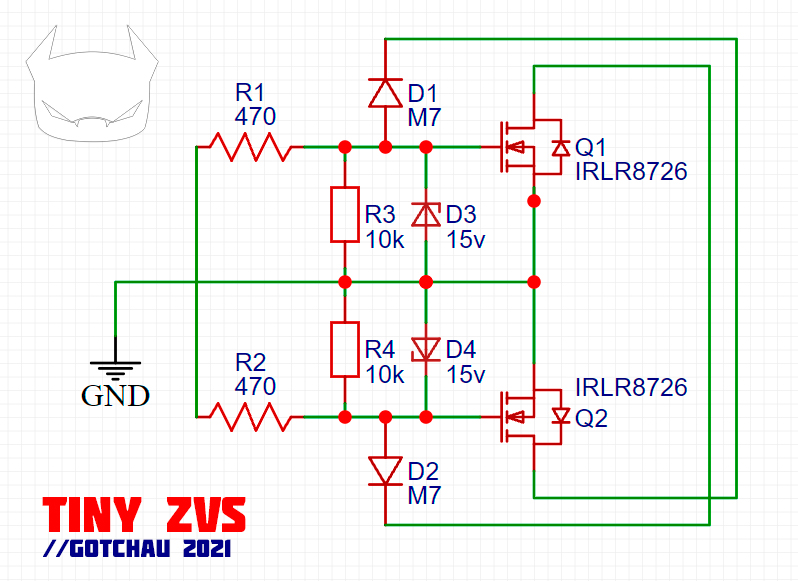 R1
470
D1
M7
Q1
IRLR8726
R3
10k
D3
15v
R4
10k
D4
15v
GND
R2
470
IRLR8726
Q2
D2
M7
TINY ZVS
//GOTCHAU 2021